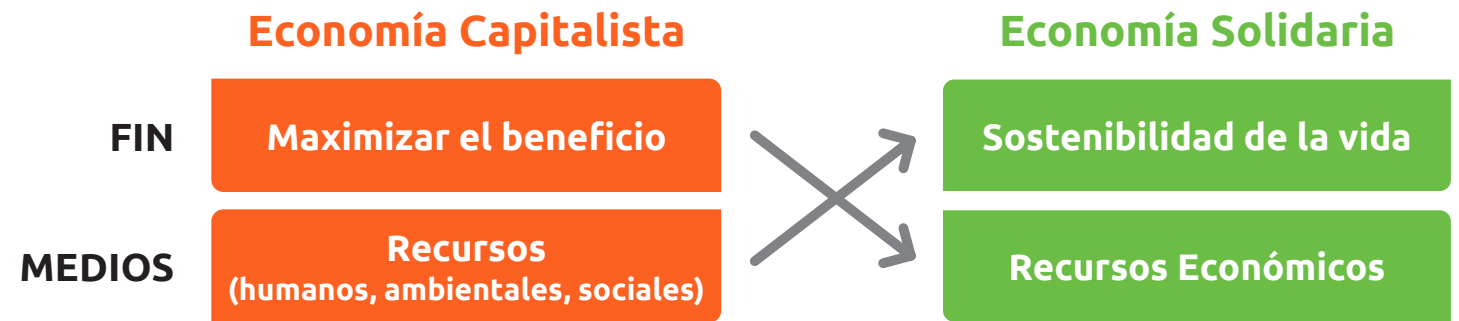 Economía Capitalista
Economía Solidaria
FIN
Maximizar el beneficio
Sostenibilidad de la vida
MEDIOS
Recursos
(humanos, ambientales, sociales)
Recursos Económicos